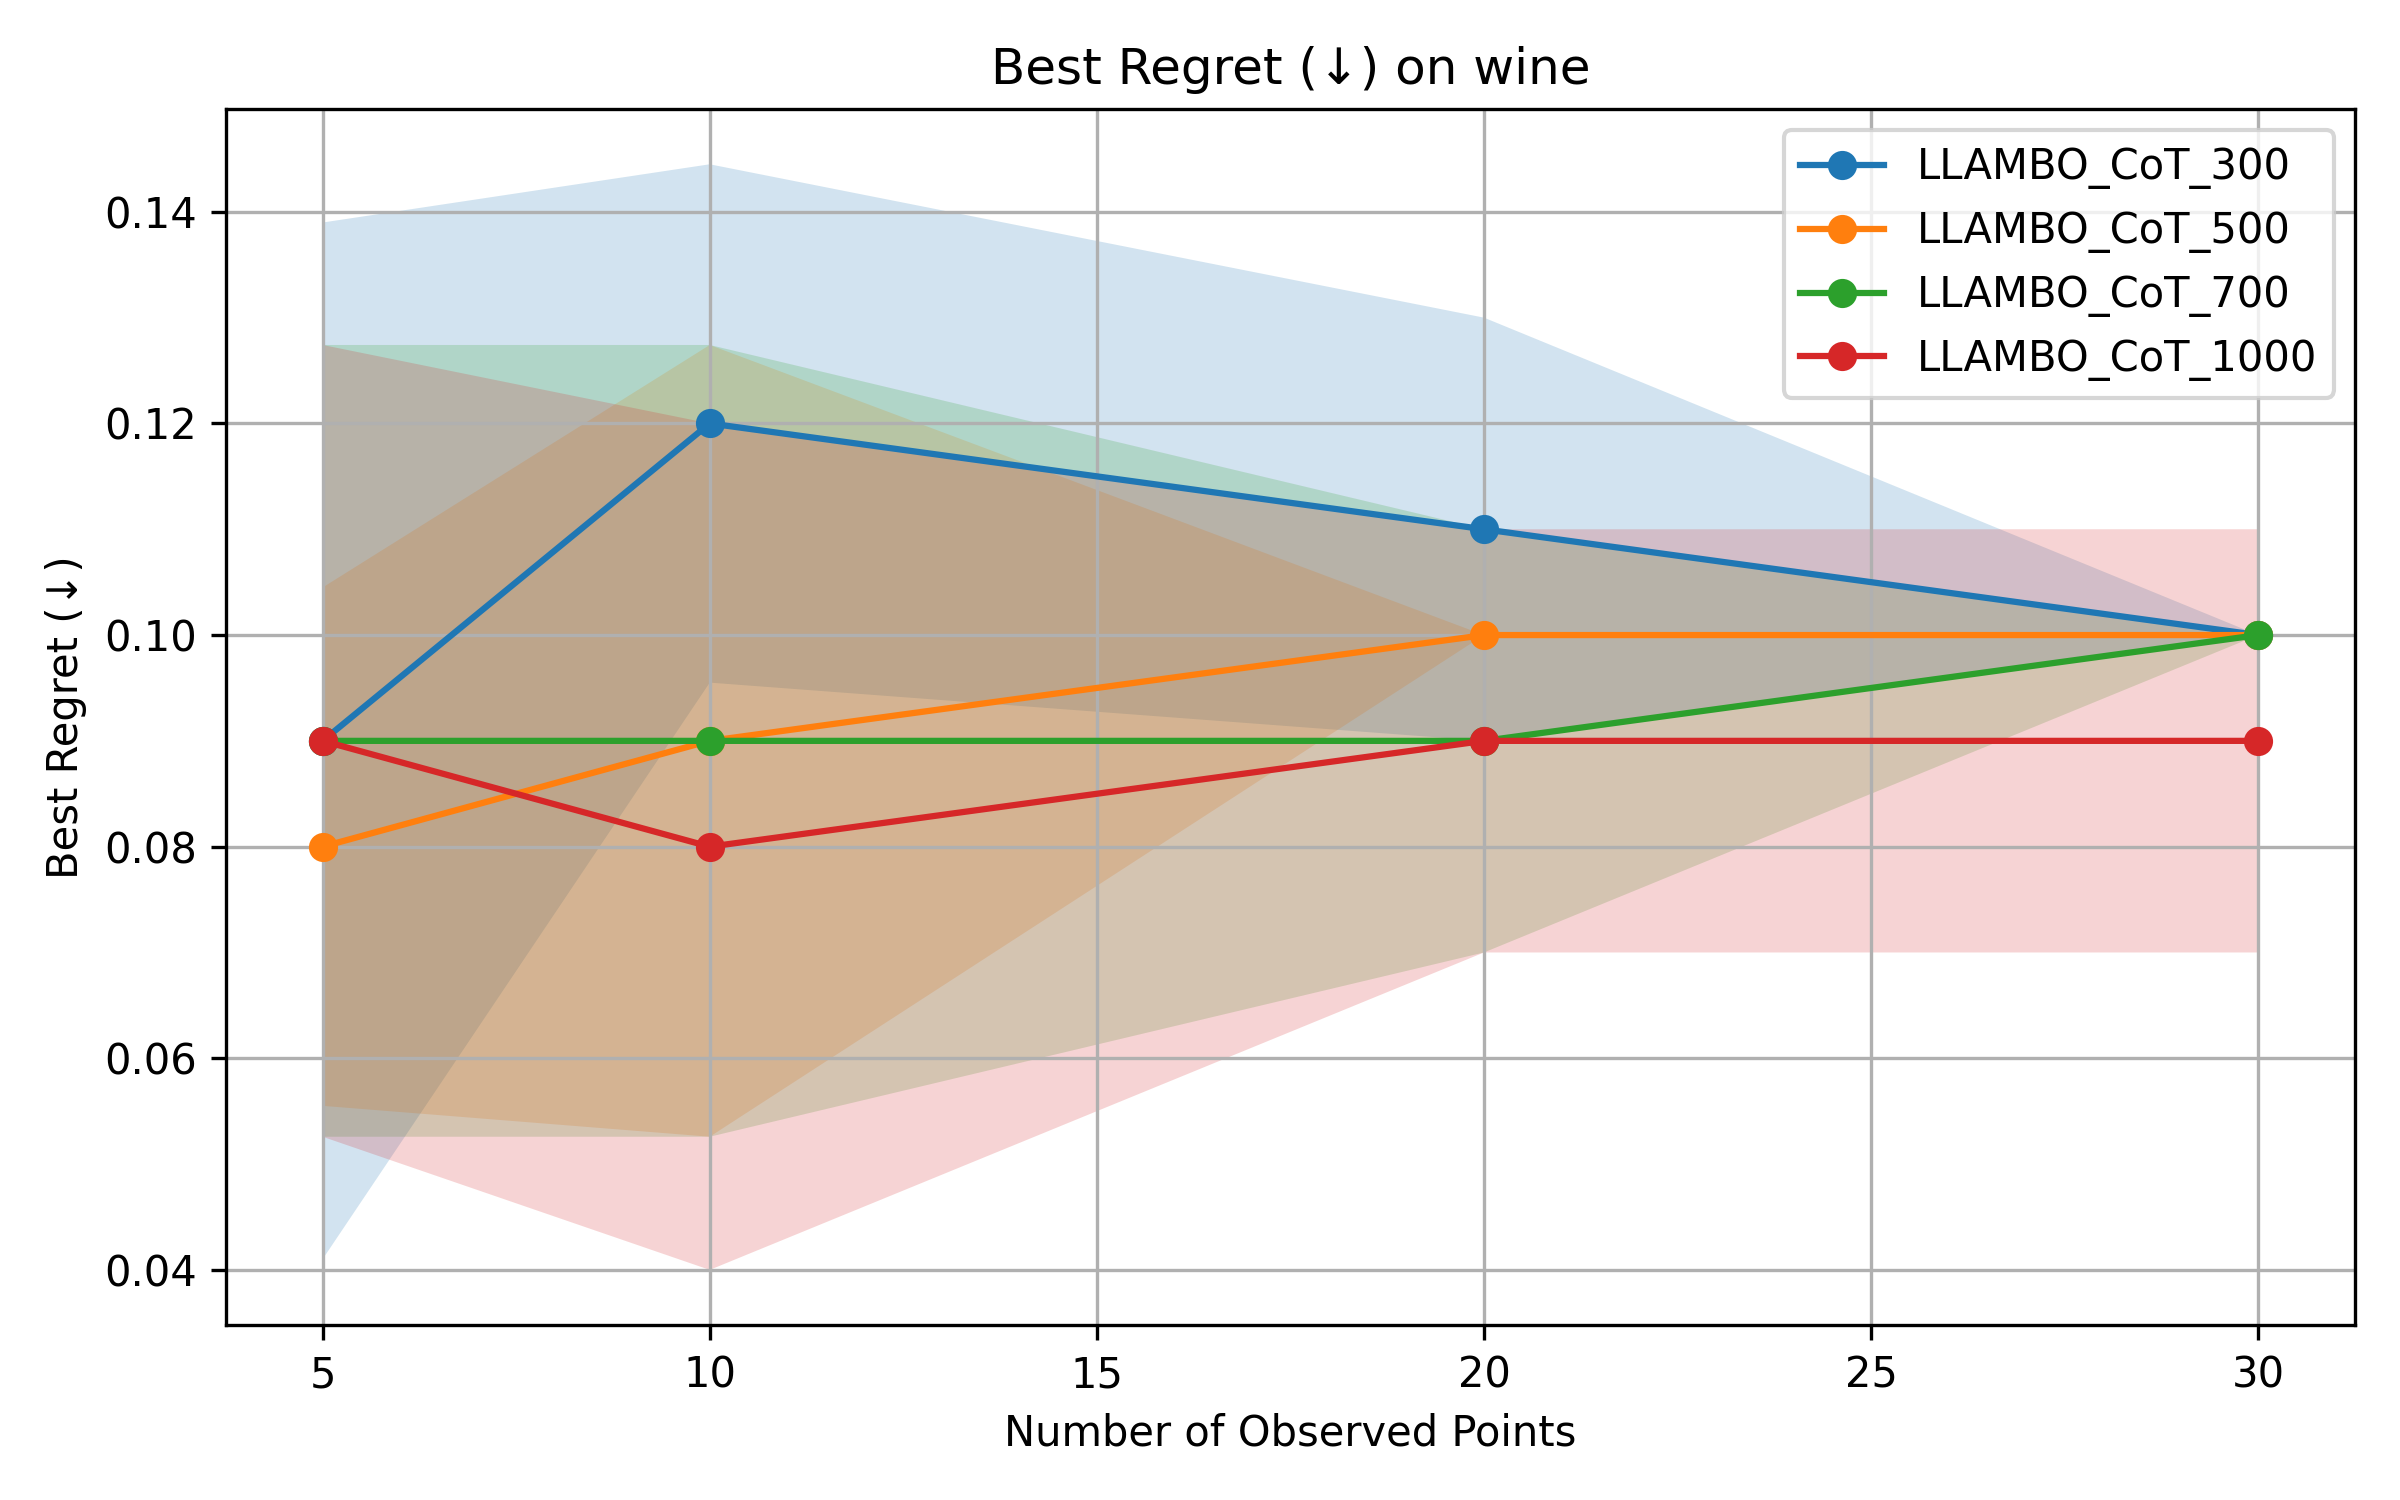 Best Regret (↓) on wine
LLAMBO_CoT_300
LLAMBO_CoT_500
LLAMBO_CoT_700
LLAMBO_CoT_1000
Best Regret (↓)
0.14
0.12
0.10
0.08
0.06
0.04
5 10 15 20 25 30
Number of Observed Points